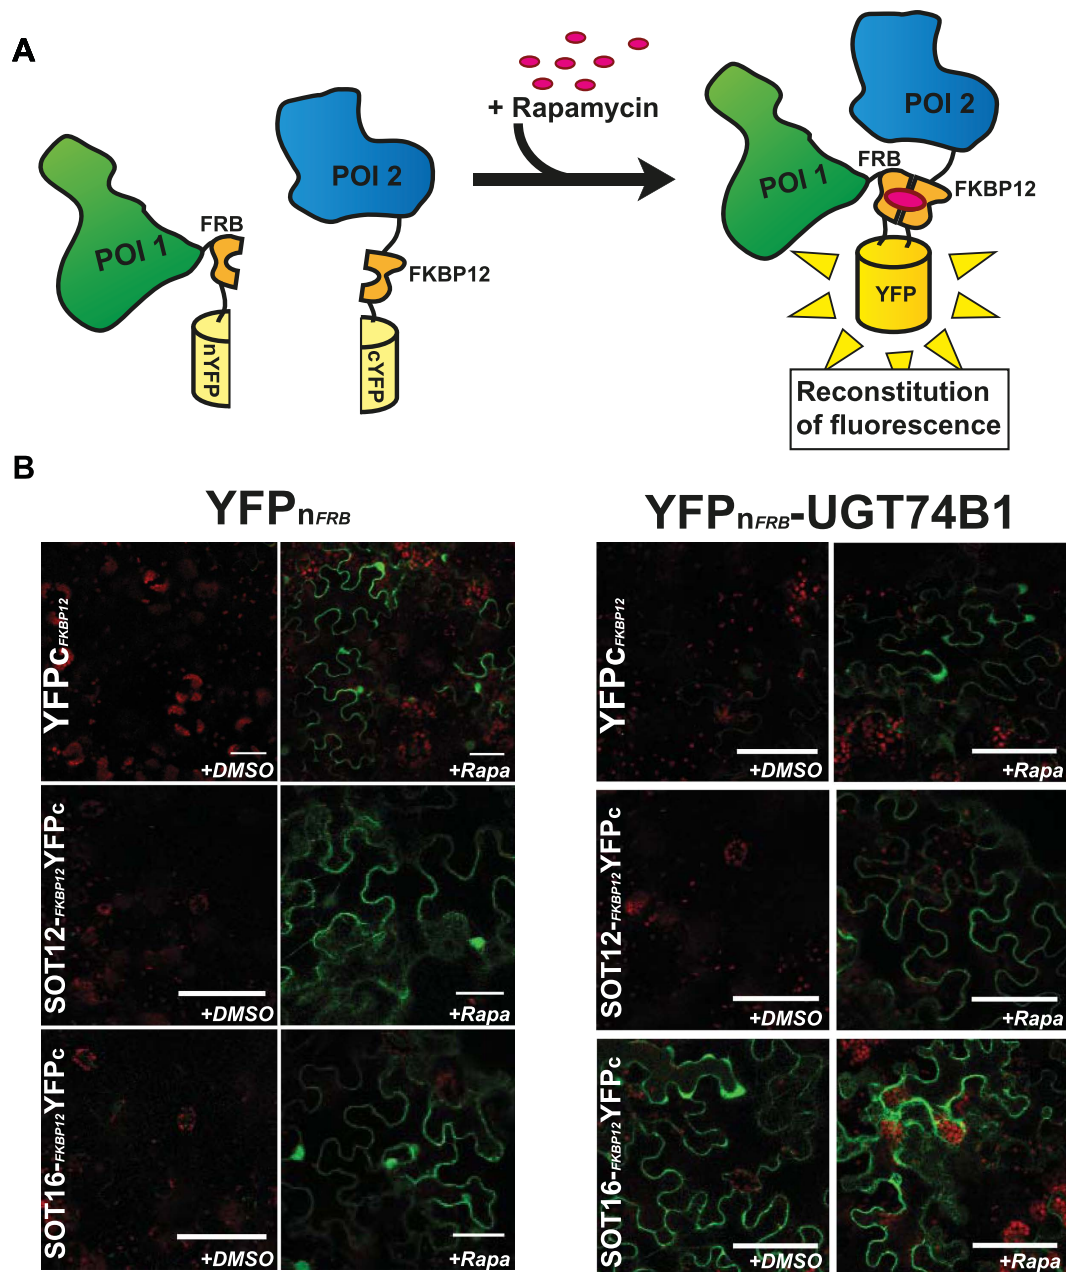 A
+ Rapamycin
POI 1
FRB
nYFP
POI 2
FKBP12
cYFP
POI 1
FRB
POI 2
FKBP12
YFP
Reconstitution
of fluorescence
B
YFPnFRB
YFPnFRB-UGT74B1
YFPcFKBP12
+DMSO
+Rapa
YFPcFKBP12
+DMSO
+Rapa
SOT12-FKBP12YFPc
+DMSO
+Rapa
SOT12-FKBP12YFPc
+DMSO
+Rapa
SOT16-FKBP12YFPc
+DMSO
+Rapa
SOT16-FKBP12YFPc
+DMSO
+Rapa